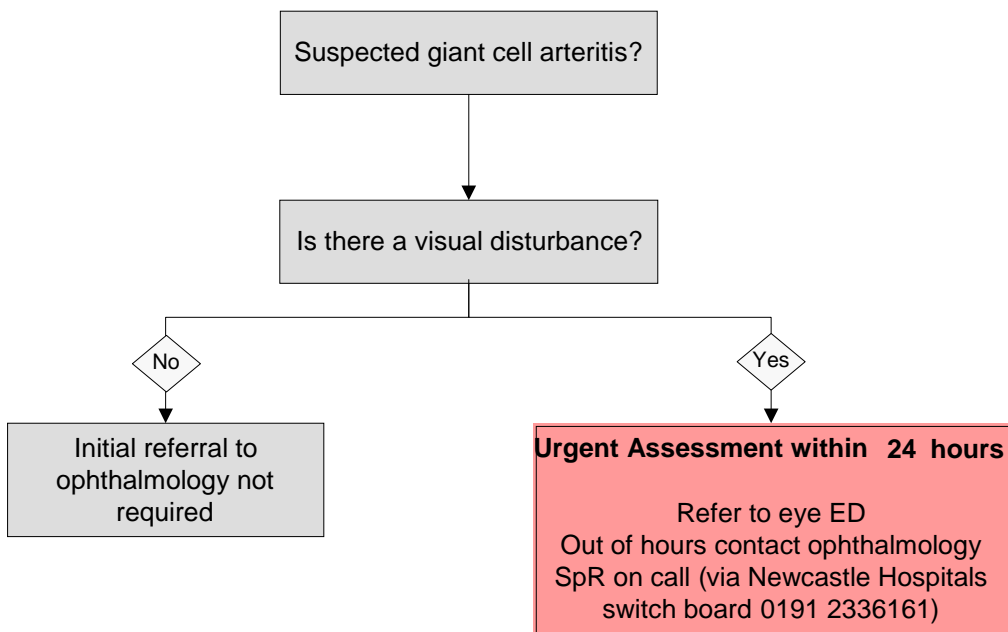 Suspected giant cell arteritis?
Is there a visual disturbance?
No
Yes
Initial referral to
ophthalmology not
required
Urgent Assessment within 24 hours
Refer to eye ED
Out of hours contact ophthalmology
SpR on call (via Newcastle Hospitals
switch board 0191 2336161)